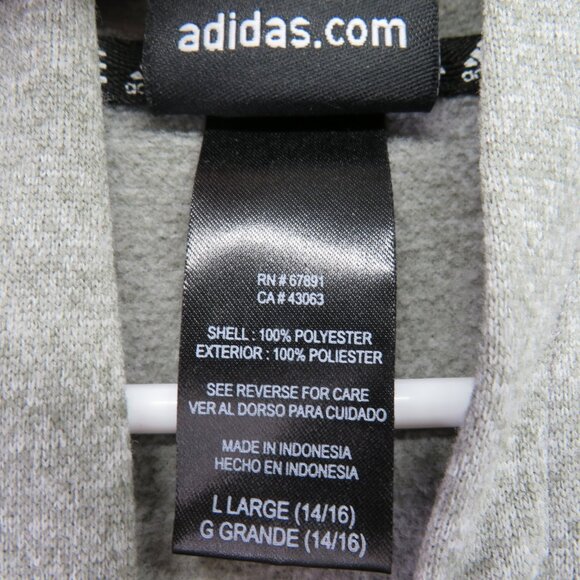 adidas.com
RN # 67891
CA # 43063
SHELL : 100% POLYESTER
EXTERIOR : 100% POLIESTER
SEE REVERSE FOR CARE
VER AL DORSO PARA CUIDADO
MADE IN INDONESIA
HECHO EN INDONESIA
L LARGE (14/16)
G GRANDE (14/16)